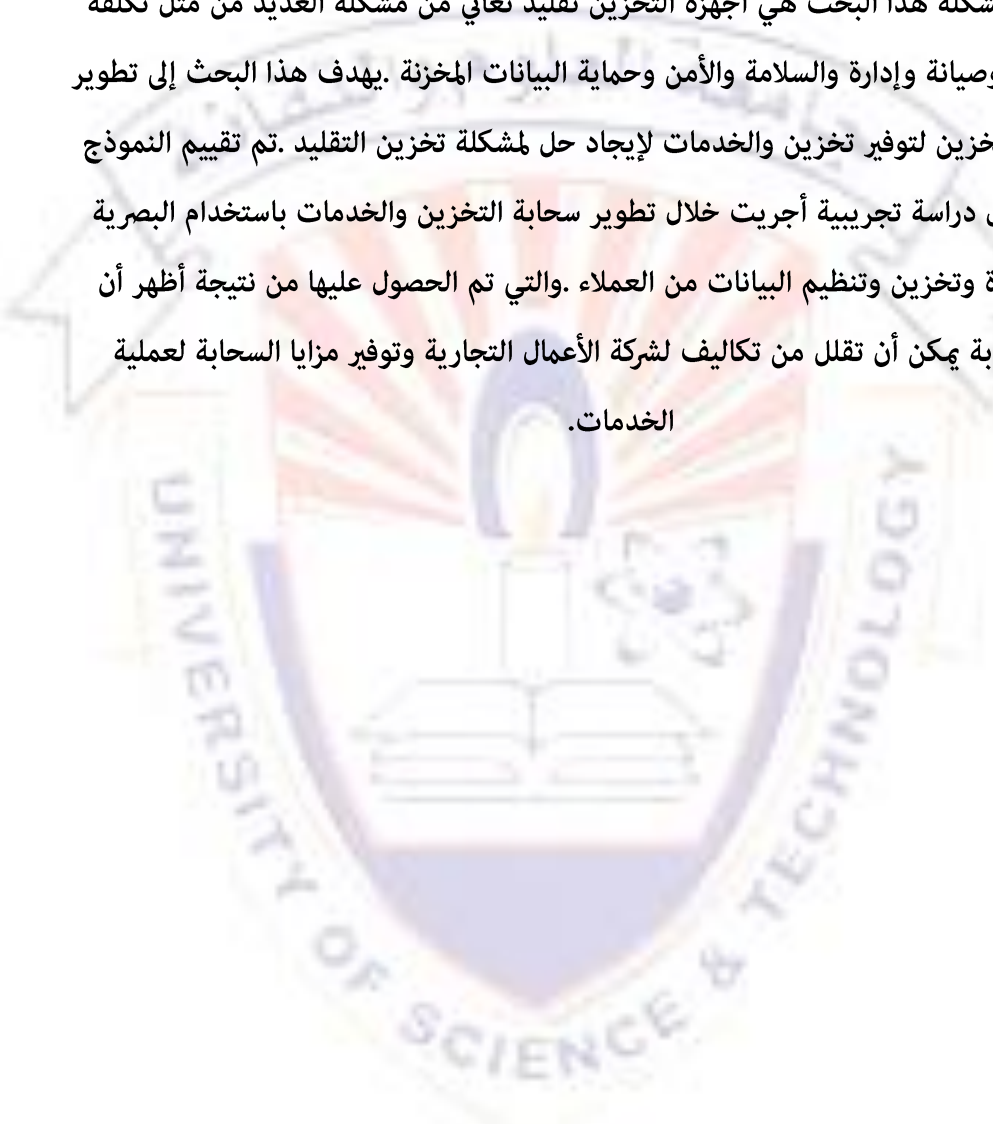 هذا البحث هي أجهزة التخزين تقليد تعاني من مشكلة العديد من مثل تكلفة
وصيانة وإدارة والسلامة والأمن وحماية البيانات المخزنة .يهدف هذا البحث إلى تطوير
لتوفير تخزين والخدمات لإيجاد حل لمشكلة تخزين التقليد .تم تقييم النموذج
دراسة تجريبية أجريت خلال تطوير سحابة التخزين والخدمات باستخدام البصرية
وتخزين وتنظيم البيانات من العملاء .والتي تم الحصول عليها من نتيجة أظهر أن
يمكن أن تقلل من تكاليف لشركة الأعمال التجارية وتوفير مزايا السحابة لعملية
الخدمات.
UNIVERSITY OF SCIENCE & TECHNOLOGY